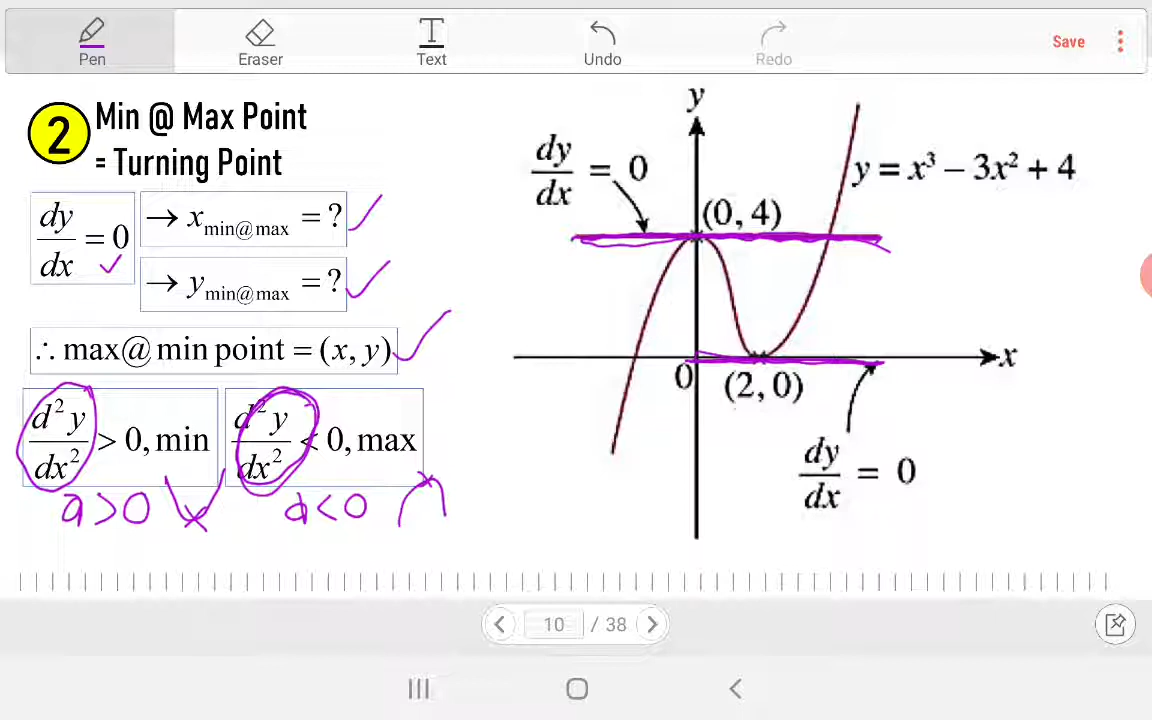 Pen Eraser Text Undo Redo Save
2 Min @ Max Point
= Turning Point
dy/dx = 0
→ x min@max = ?
→ y min@max = ?
∴ max@min point = (x, y)
d²y/dx² > 0, min
d²y/dx² < 0, max
a > 0
a < 0
y
dy/dx = 0
y = x³ – 3x² + 4
(0, 4)
x
0
(2, 0)
dy/dx = 0
10 / 38